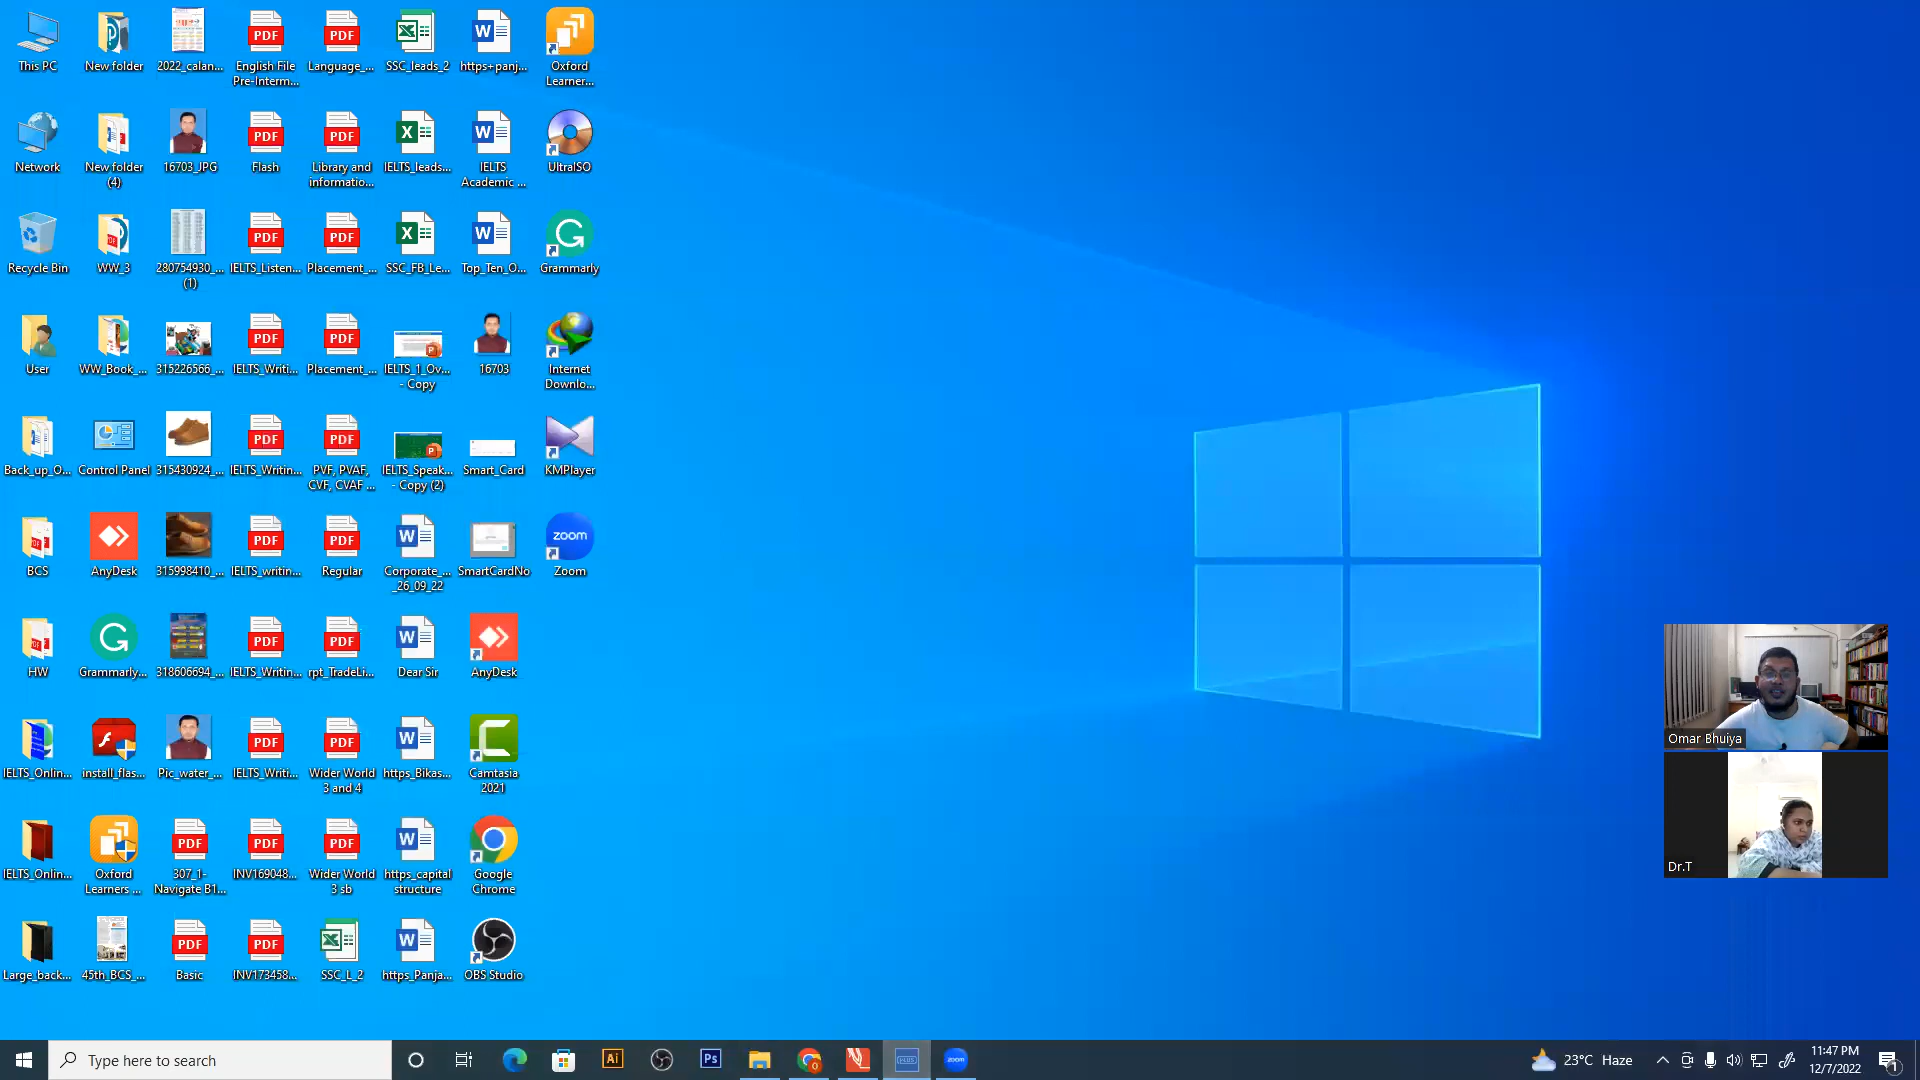 This PC
New folder
2022_calan...
English File
Pre-Interm...
Language_...
SSC_leads_2
https+panj...
Oxford
Learner...
Network
New folder
(4)
16703_JPG
Flash
Library and
informatio...
IELTS_leads...
IELTS
Academic ...
UltraISO
Recycle Bin
WW_3
280754930_...
(1)
IELTS_Listen...
Placement_...
SSC_FB_Le...
Top_Ten_O...
Grammarly
User
WW_Book_...
315226566_...
IELTS_Writi...
Placement_...
IELTS_1_Ov...
- Copy
16703
Internet
Downlo...
Back_up_O...
Control Panel
315430924_...
IELTS_Writin...
PVF, PVAF,
CVF, CVAF ...
IELTS_Speak...
- Copy (2)
Smart_Card
KMPlayer
BCS
AnyDesk
315998410_...
IELTS_writin...
Regular
Corporate_...
_26_09_22
SmartCardNo
zoom
Zoom
HW
Grammarly...
318606694_...
IELTS_Writin...
rpt_TradeLi...
Dear Sir
AnyDesk
IELTS_Onlin...
install_flas...
Pic_water_...
IELTS_Writi...
Wider World
3 and 4
https_Bikas...
Camtasia
2021
IELTS_Onlin...
Oxford
Learners ...
307_1-
Navigate B1...
INV169048...
Wider World
3 sb
https_capital
structure
Google
Chrome
Large_back...
45th_BCS_...
Basic
INV173458...
SSC_L_2
https_Panja...
OBS Studio
Omar Bhuiya
Dr.T
Type here to search
23°C Haze
11:47 PM
12/7/2022